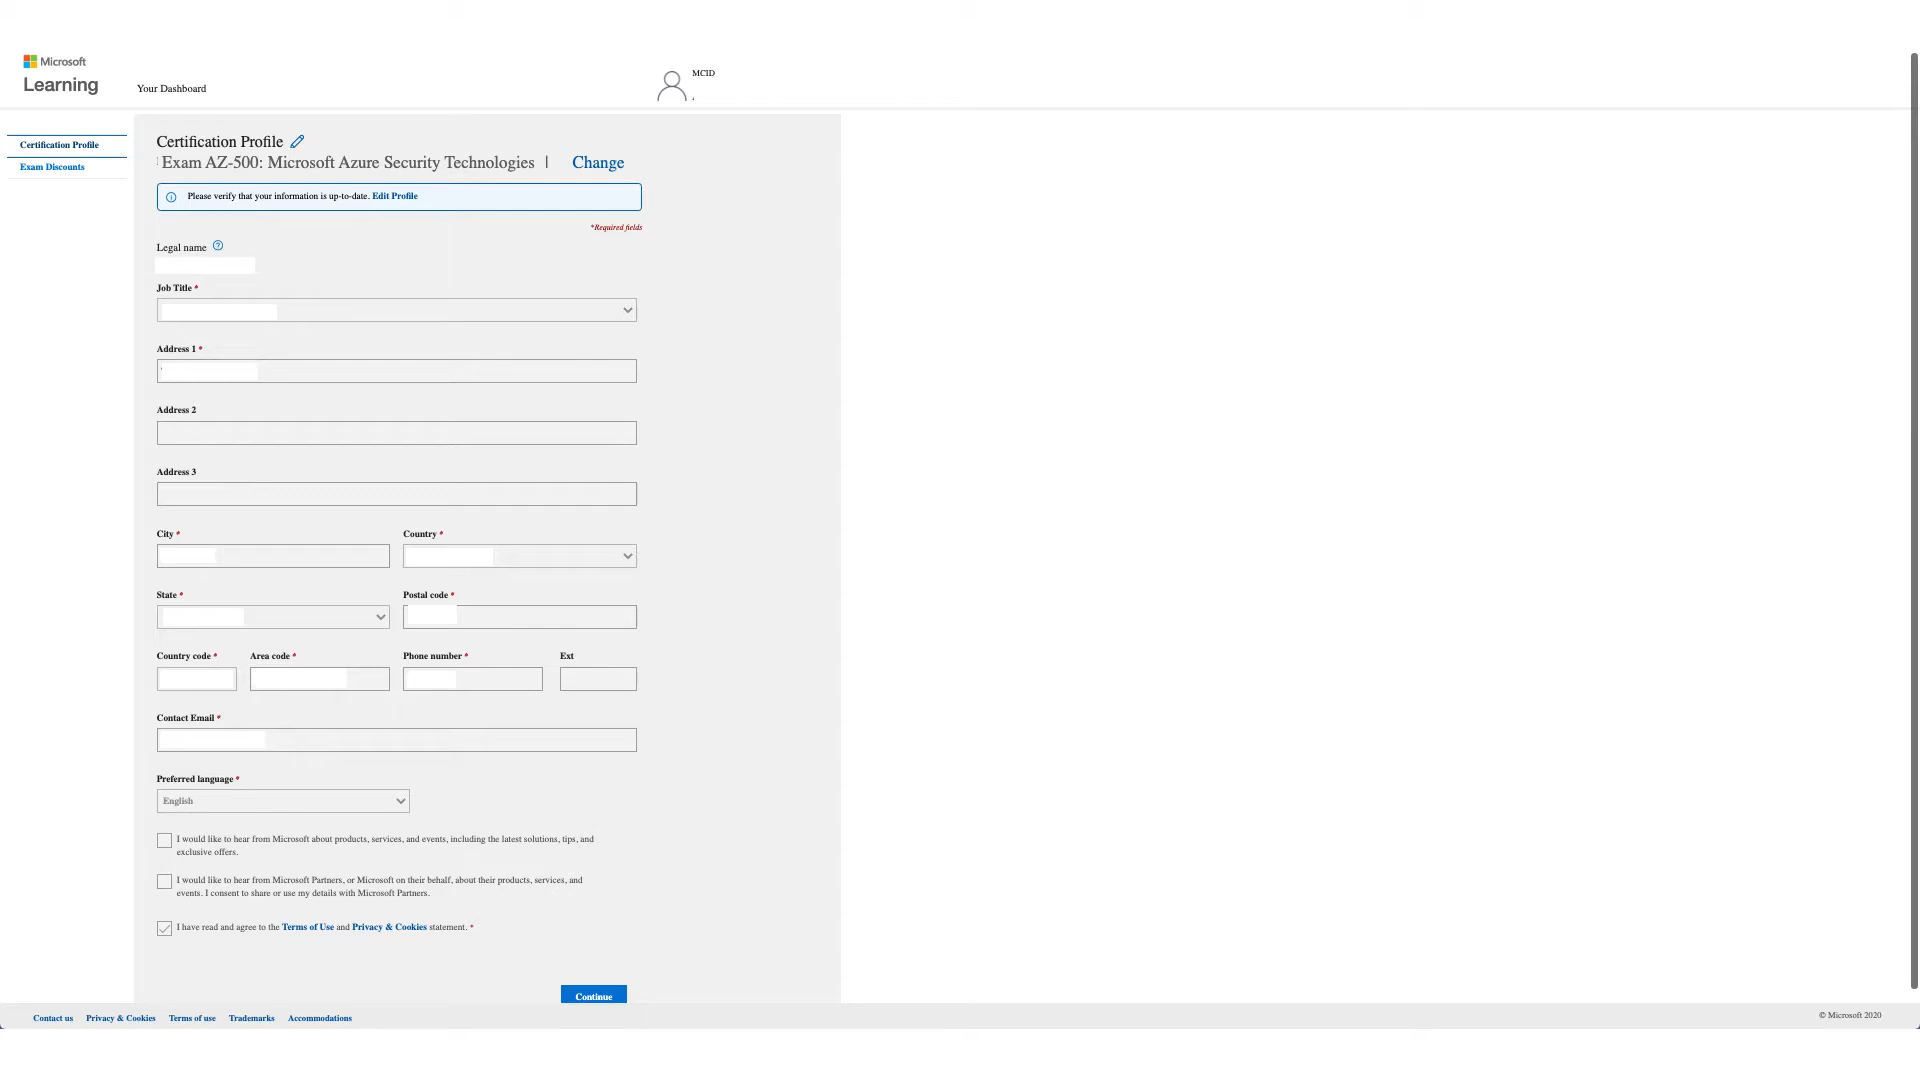 Microsoft
Learning
Your Dashboard
MCID
Certification Profile
Exam Discounts
Certification Profile
Exam AZ-500: Microsoft Azure Security Technologies | Change
Please verify that your information is up-to-date. Edit Profile
*Required fields
Legal name
Job Title *
Address 1 *
Address 2
Address 3
City * Country *
State * Postal code *
Country code * Area code * Phone number * Ext
Contact Email *
Preferred language *
English
I would like to hear from Microsoft about products, services, and events, including the latest solutions, tips, and
exclusive offers.
I would like to hear from Microsoft Partners, or Microsoft on their behalf, about their products, services, and
events. I consent to share or use my details with Microsoft Partners.
I have read and agree to the Terms of Use and Privacy & Cookies statement. *
Continue
Contact us Privacy & Cookies Terms of use Trademarks Accommodations
© Microsoft 2020